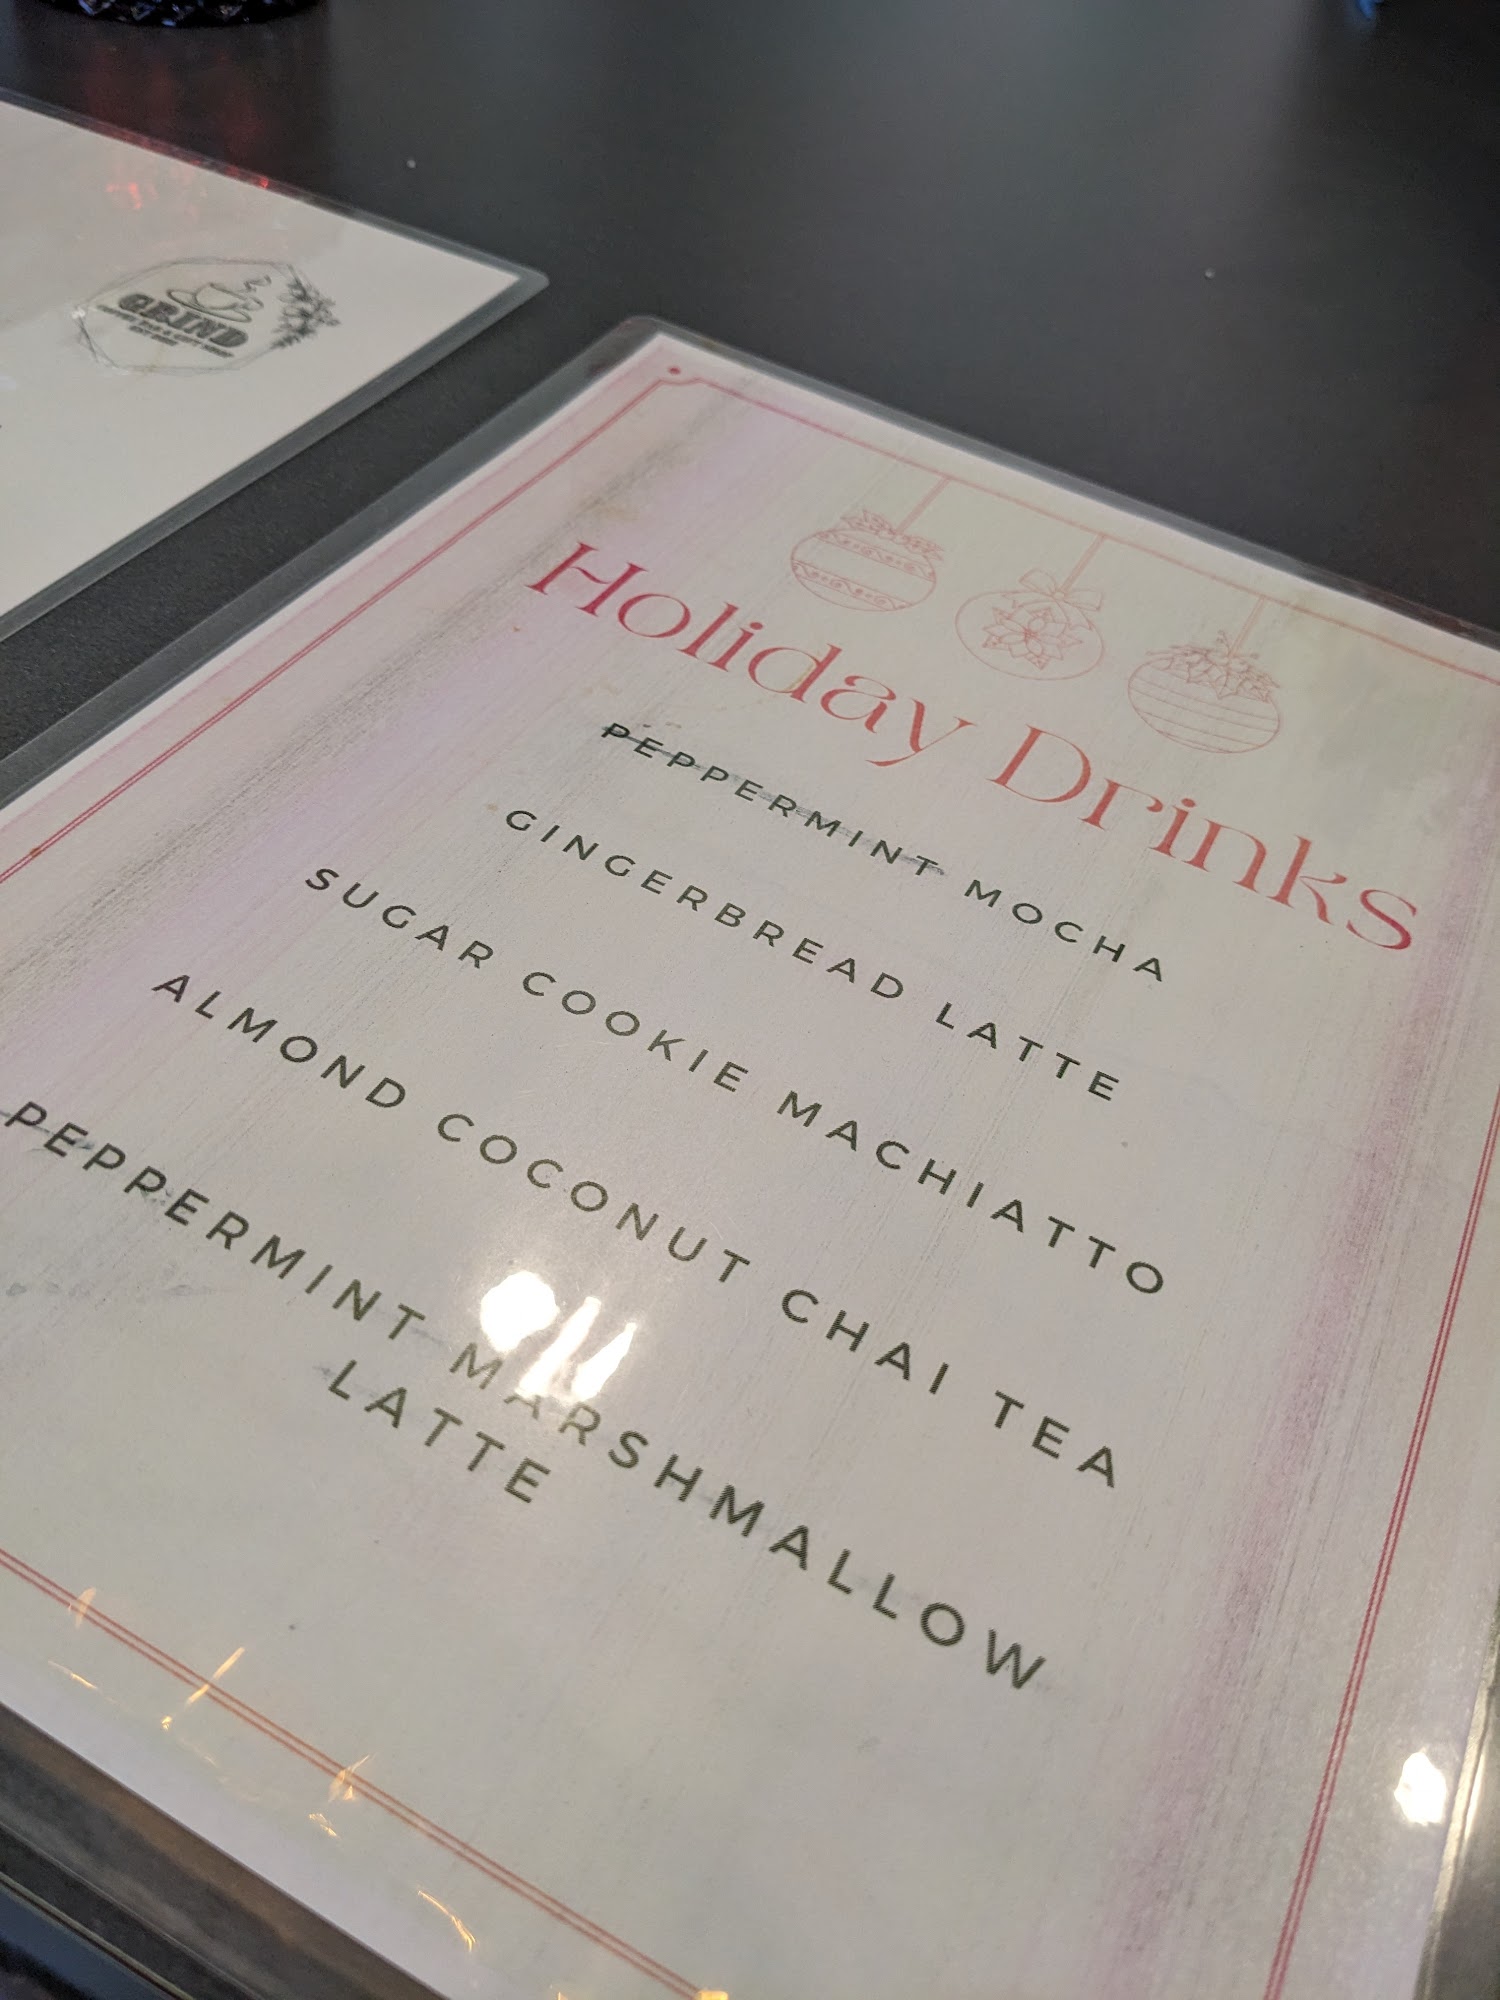 GRIND
Holiday Drinks
PEPPERMINT MOCHA
GINGERBREAD LATTE
SUGAR COOKIE MACHIATTO
ALMOND COCONUT CHAI TEA
PEPPERMINT MARSHMALLOW
LATTE